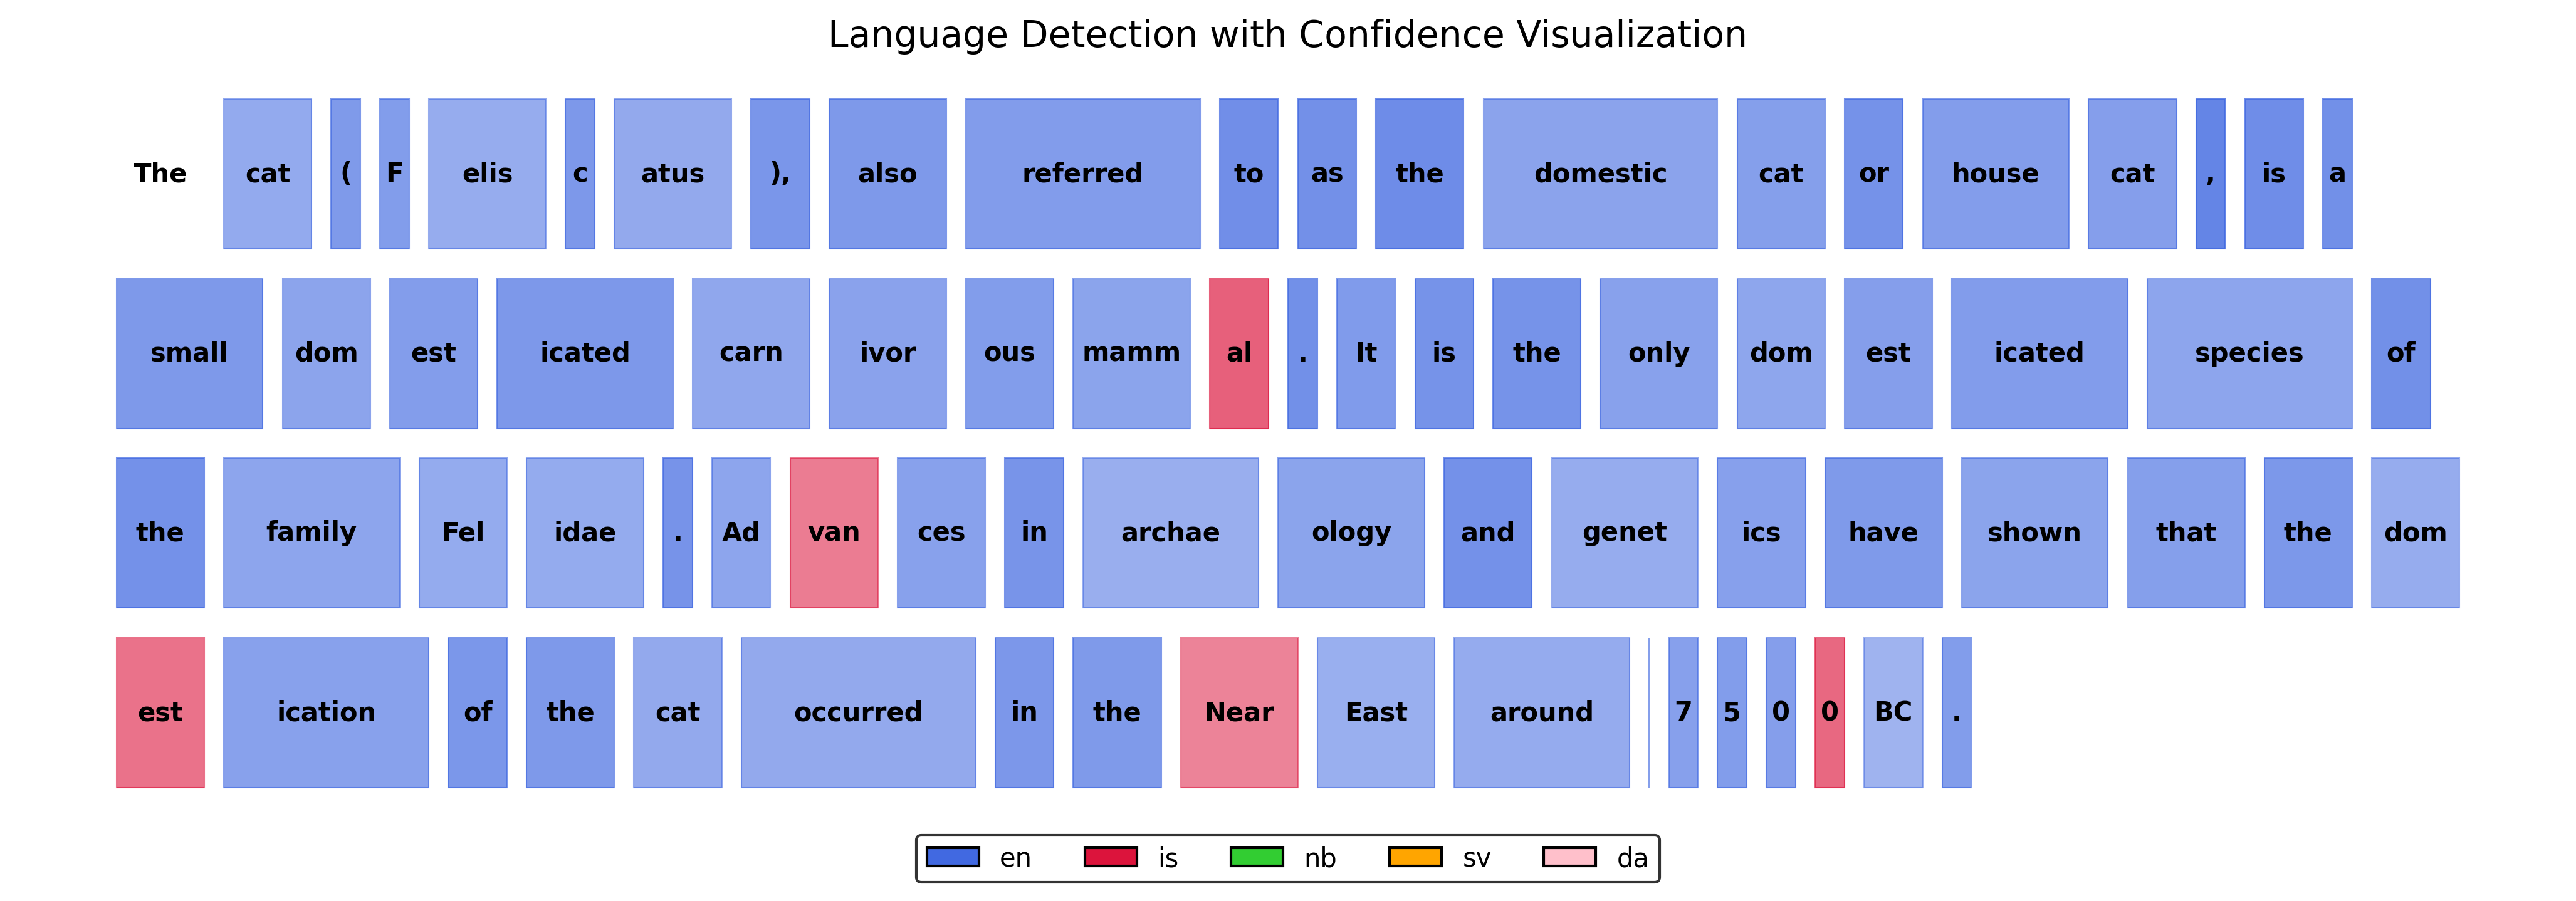 Language Detection with Confidence Visualization
The cat ( F elis c atus ), also referred to as the domestic cat or house cat , is a
small dom est icated carn ivor ous mamm al . It is the only dom est icated species of
the family Fel idae . Ad van ces in archae ology and genet ics have shown that the dom
est ication of the cat occurred in the Near East around 7 5 0 0 BC .
en is nb sv da